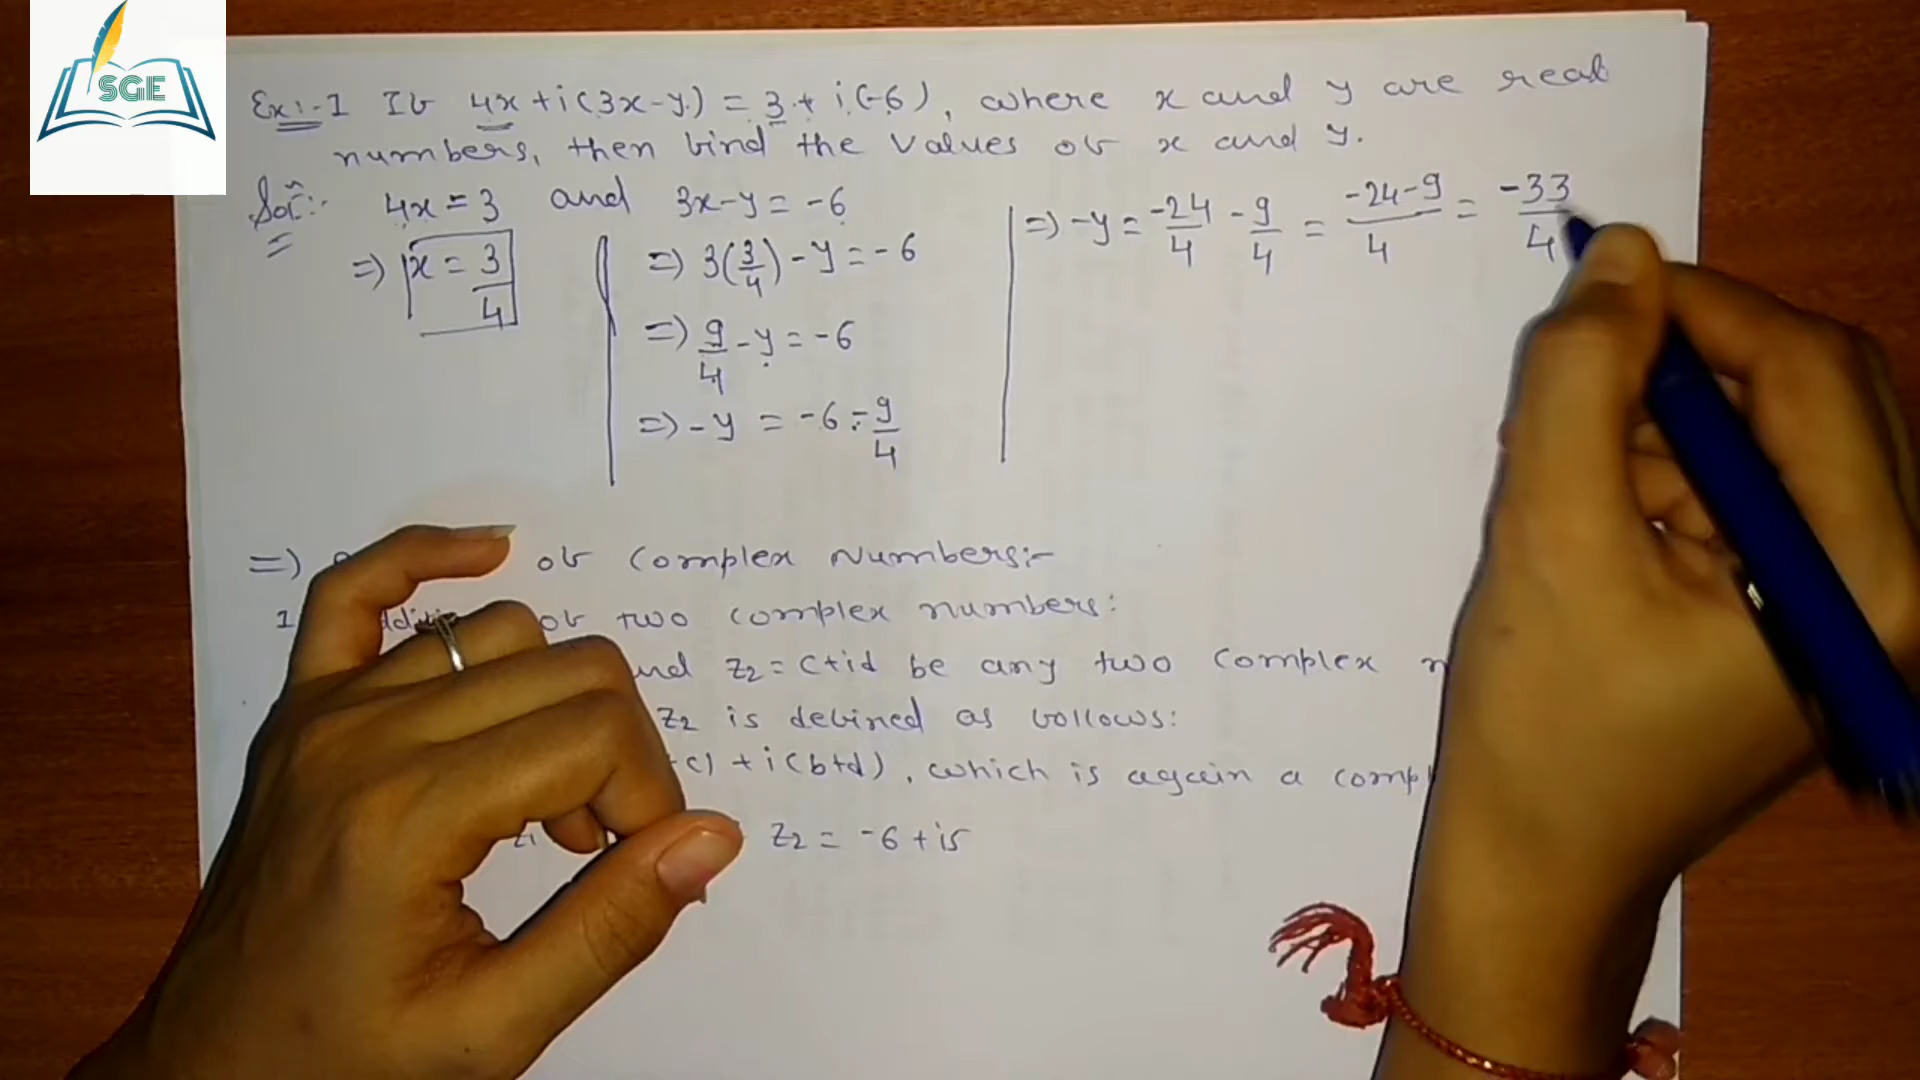 SGE
Ex:-1 If 4x + i(3x-y) = 3 + i(-6), where x and y are real
numbers, then find the values of x and y.
Sol:-
4x = 3 and 3x-y = -6
=) x = 3/4
=) 3(3/4) - y = -6
=) 9/4 - y = -6
=) -y = -6 - 9/4
=) -y = -24/4 - 9/4 = -24-9/4 = -33/4
=) of Complex Numbers:-
1 of two complex numbers:
and z2 = c+id be any two complex
z2 is defined as follows:
+c) + i(b+d), which is again a
z1 z2 = -6 + i5